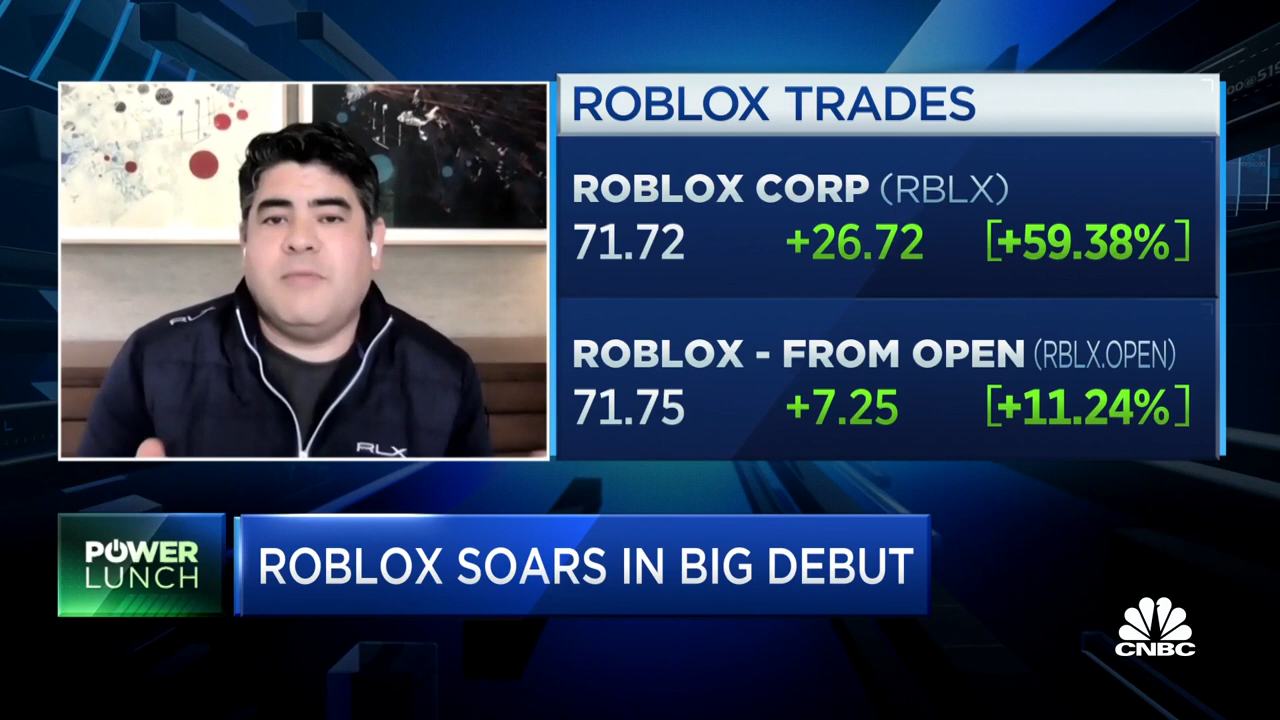 ROBLOX TRADES
ROBLOX CORP (RBLX)
71.72 +26.72 [+59.38%]
ROBLOX - FROM OPEN (RBLX.OPEN)
71.75 +7.25 [+11.24%]
RLX
RLX
POWER
LUNCH
ROBLOX SOARS IN BIG DEBUT
CNBC